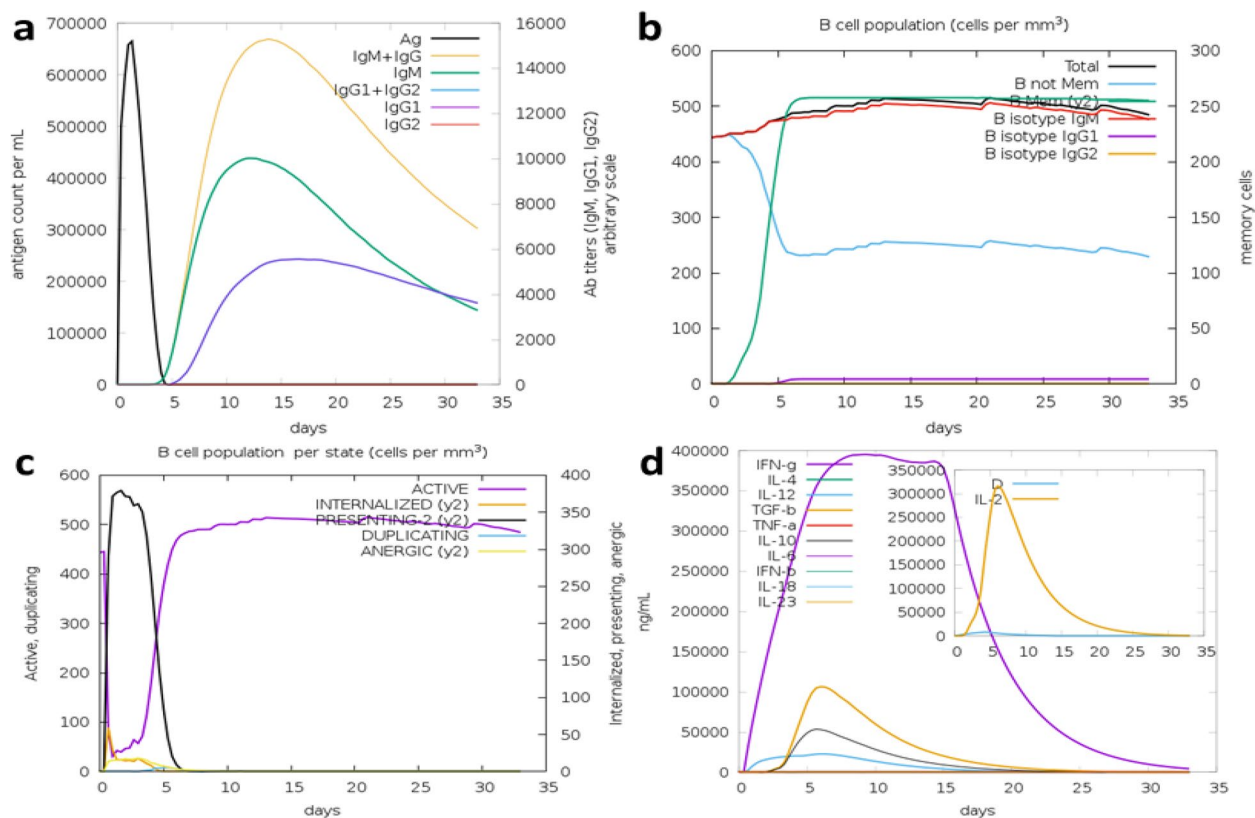 a
700000
600000
500000
400000
300000
200000
100000
0
antigen count per mL
16000
14000
12000
10000
8000
6000
4000
2000
0
Ab titers (IgM, IgG1, IgG2)
arbitrary scale
Ag
IgM+IgG
IgM
IgG1+IgG2
IgG1
IgG2
0 5 10 15 20 25 30 35
days
b
B cell population (cells per mm³)
600
500
400
300
200
100
0
300
250
200
150
100
50
0
memory cells
Total
B not Mem
B Mem (y2)
B isotype IgM
B isotype IgG1
B isotype IgG2
0 5 10 15 20 25 30 35
days
c
B cell population per state (cells per mm³)
600
500
400
300
200
100
0
Active, duplicating
400
350
300
250
200
150
100
50
0
Internalized, presenting, anergic
ACTIVE
INTERNALIZED (y2)
PRESENTING 2 (y2)
DUPLICATING
ANERGIC (y2)
0 5 10 15 20 25 30 35
days
d
400000
350000
300000
250000
200000
150000
100000
50000
0
ng/mL
IFN-g
IL-4
IL-12
TGF-b
TNF-a
IL-10
IL-6
IFN-b
IL-18
IL-23
350000
300000
250000
200000
150000
100000
50000
0
D
IL-2
0 5 10 15 20 25 30 35
0 5 10 15 20 25 30 35
days